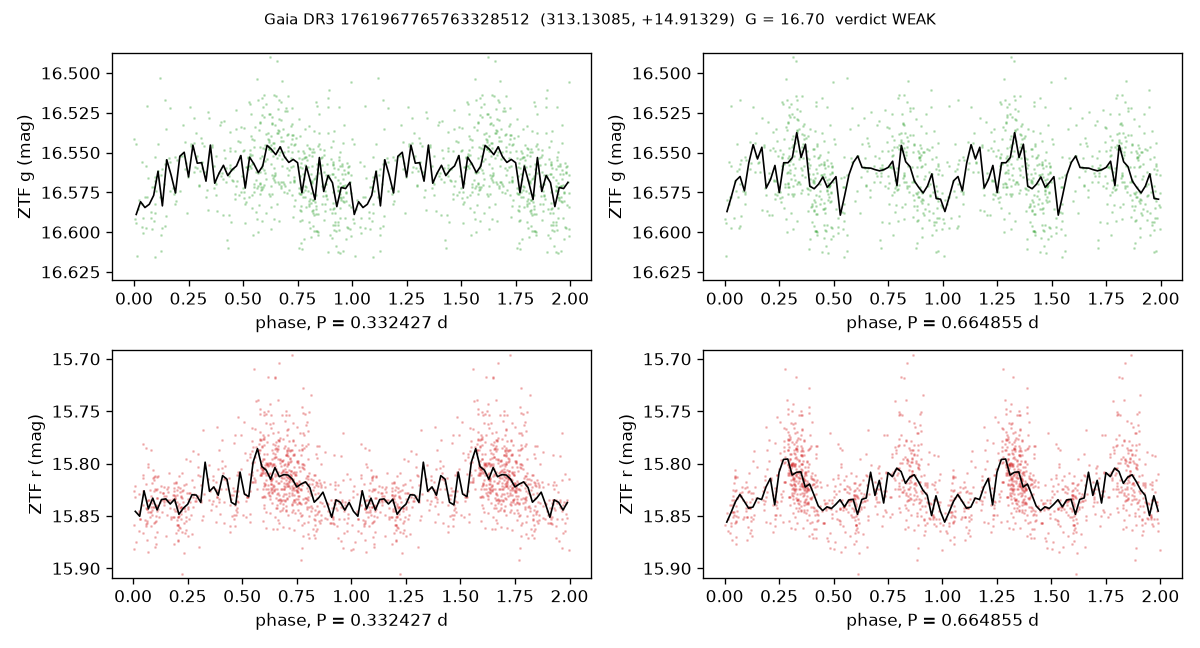 Gaia DR3 1761967765763328512 (313.13085, +14.91329) G = 16.70 verdict WEAK
ZTF g (mag)
16.500
16.525
16.550
16.575
16.600
16.625
0.00 0.25 0.50 0.75 1.00 1.25 1.50 1.75 2.00
phase, P = 0.332427 d
ZTF g (mag)
16.500
16.525
16.550
16.575
16.600
16.625
0.00 0.25 0.50 0.75 1.00 1.25 1.50 1.75 2.00
phase, P = 0.664855 d
ZTF r (mag)
15.70
15.75
15.80
15.85
15.90
0.00 0.25 0.50 0.75 1.00 1.25 1.50 1.75 2.00
phase, P = 0.332427 d
ZTF r (mag)
15.70
15.75
15.80
15.85
15.90
0.00 0.25 0.50 0.75 1.00 1.25 1.50 1.75 2.00
phase, P = 0.664855 d